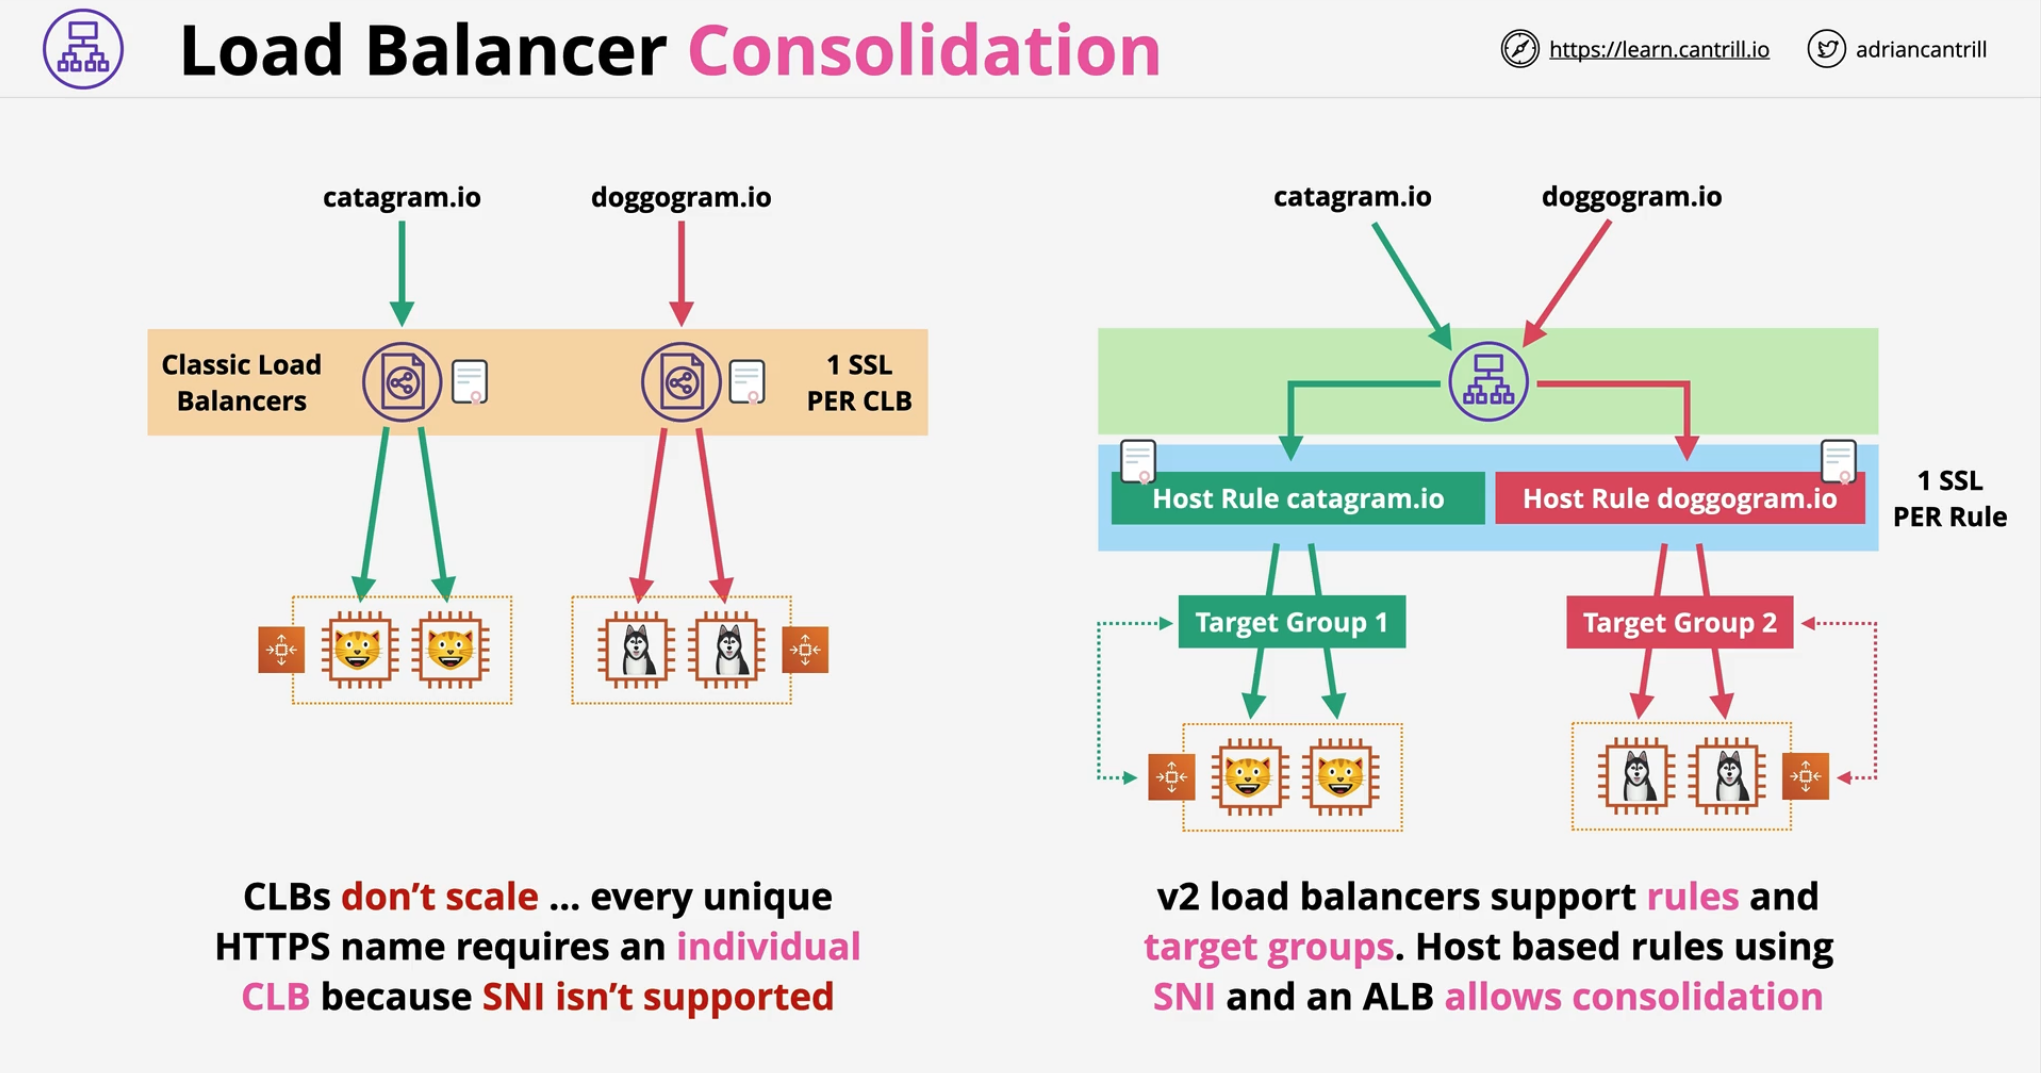 Load Balancer Consolidation
https://learn.cantrill.io
adriancantrill
catagram.io
doggogram.io
Classic Load
Balancers
1 SSL
PER CLB
CLBs don’t scale ... every unique
HTTPS name requires an individual
CLB because SNI isn’t supported
catagram.io
doggogram.io
Host Rule catagram.io
Host Rule doggogram.io
1 SSL
PER Rule
Target Group 1
Target Group 2
v2 load balancers support rules and
target groups. Host based rules using
SNI and an ALB allows consolidation